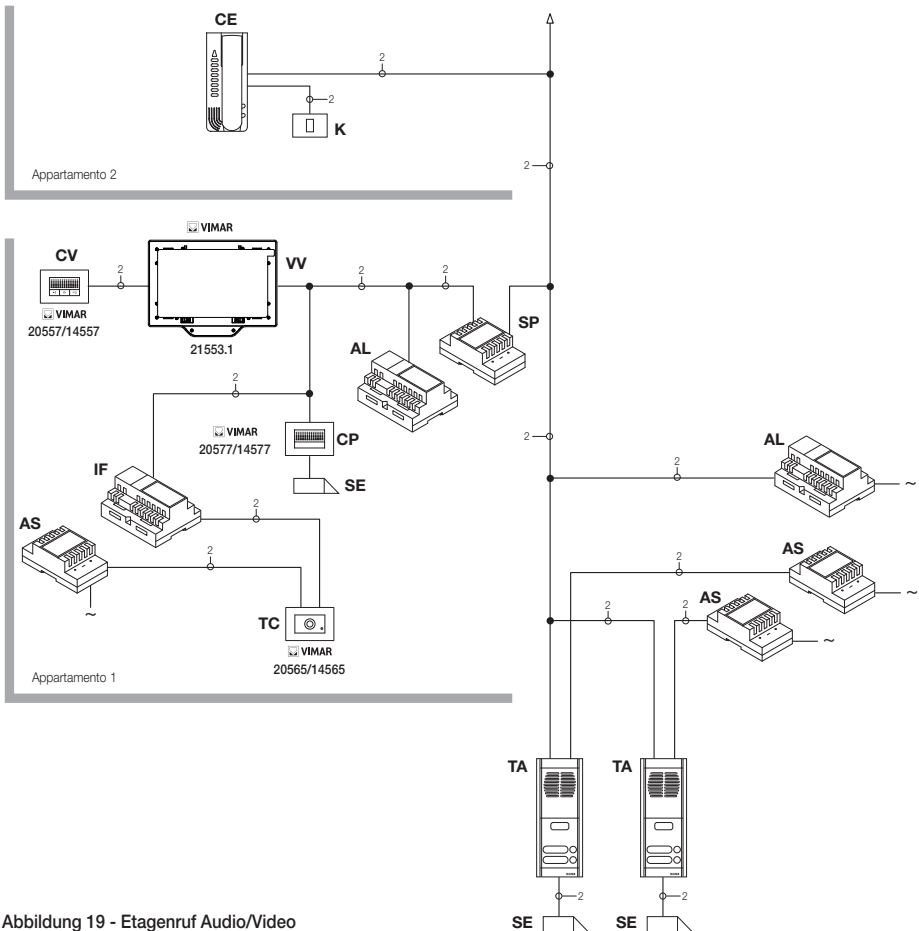 CE
2
2
K
2
Appartamento 2
VIMAR
CV
2
VV
2
2
SP
VIMAR
20557/14557
21553.1
AL
2
VIMAR
20577/14577
CP
2
AL
2
~
IF
SE
2
AS
2
~
2
AS
~
2
2
AS
~
TC
VIMAR
20565/14565
Appartamento 1
TA
TA
2
2
SE
SE
Abbildung 19 - Etagenruf Audio/Video